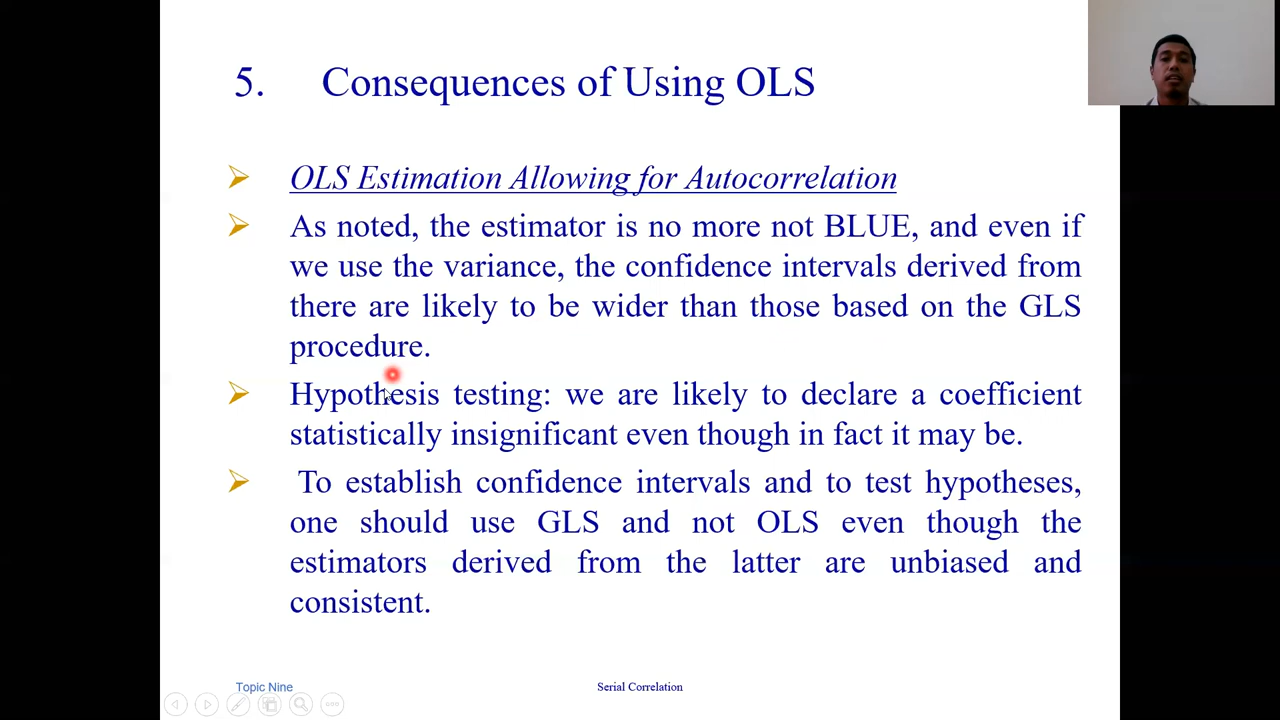 5. Consequences of Using OLS
OLS Estimation Allowing for Autocorrelation
As noted, the estimator is no more not BLUE, and even if
we use the variance, the confidence intervals derived from
there are likely to be wider than those based on the GLS
procedure.
Hypothesis testing: we are likely to declare a coefficient
statistically insignificant even though in fact it may be.
To establish confidence intervals and to test hypotheses,
one should use GLS and not OLS even though the
estimators derived from the latter are unbiased and
consistent.
Topic Nine
Serial Correlation